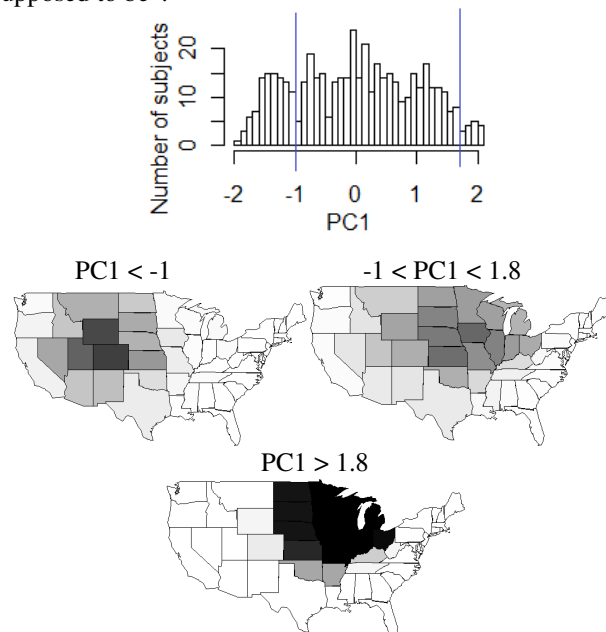 upposed to be
Number of subjects
20
10
0
-2 -1 0 1 2
PC1
PC1 < -1
-1 < PC1 < 1.8
PC1 > 1.8